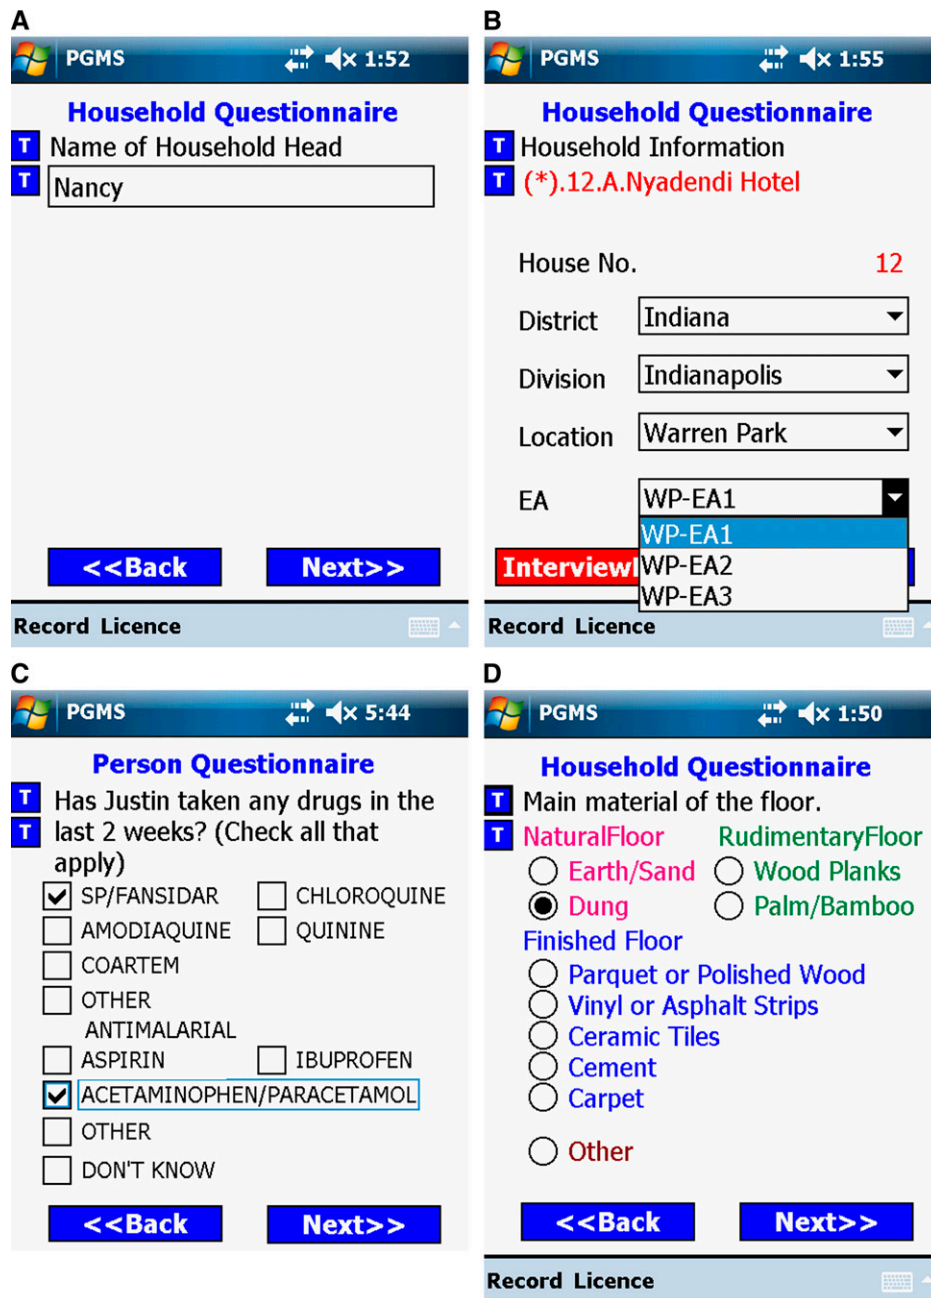 A
PGMS 1:52
Household Questionnaire
T Name of Household Head
T Nancy
<<Back Next>>
Record Licence
B
PGMS 1:55
Household Questionnaire
T Household Information
T (*).12.A.Nyadendi Hotel
House No. 12
District Indiana
Division Indianapolis
Location Warren Park
EA WP-EA1
WP-EA1
Interview WP-EA2
WP-EA3
Record Licence
C
PGMS 5:44
Person Questionnaire
T Has Justin taken any drugs in the
T last 2 weeks? (Check all that
apply)
SP/FANSIDAR CHLOROQUINE
AMODIAQUINE QUININE
COARTEM
OTHER
ANTIMALARIAL
ASPIRIN IBUPROFEN
ACETAMINOPHEN/PARACETAMOL
OTHER
DON'T KNOW
<<Back Next>>
D
PGMS 1:50
Household Questionnaire
T Main material of the floor.
T NaturalFloor RudimentaryFloor
Earth/Sand Wood Planks
Dung Palm/Bamboo
Finished Floor
Parquet or Polished Wood
Vinyl or Asphalt Strips
Ceramic Tiles
Cement
Carpet
Other
<<Back Next>>
Record Licence